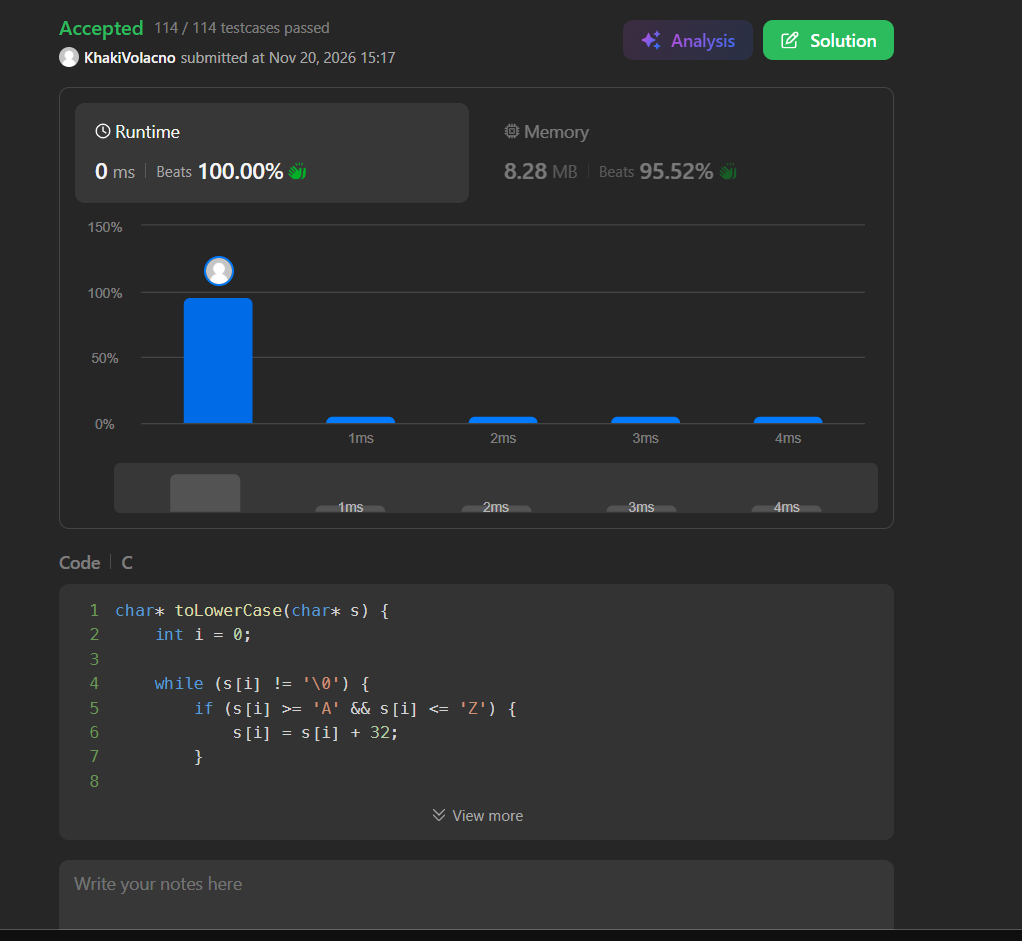 Accepted 114 / 114 testcases passed
KhakiVolacno submitted at Nov 20, 2026 15:17
Analysis
Solution
Runtime
0 ms Beats 100.00%
Memory
8.28 MB Beats 95.52%
150%
100%
50%
0%
1ms 2ms 3ms 4ms
1ms 2ms 3ms 4ms
Code C
1 char* toLowerCase(char* s) {
2     int i = 0;
3
4     while (s[i] != '\0') {
5         if (s[i] >= 'A' && s[i] <= 'Z') {
6             s[i] = s[i] + 32;
7         }
8
View more
Write your notes here